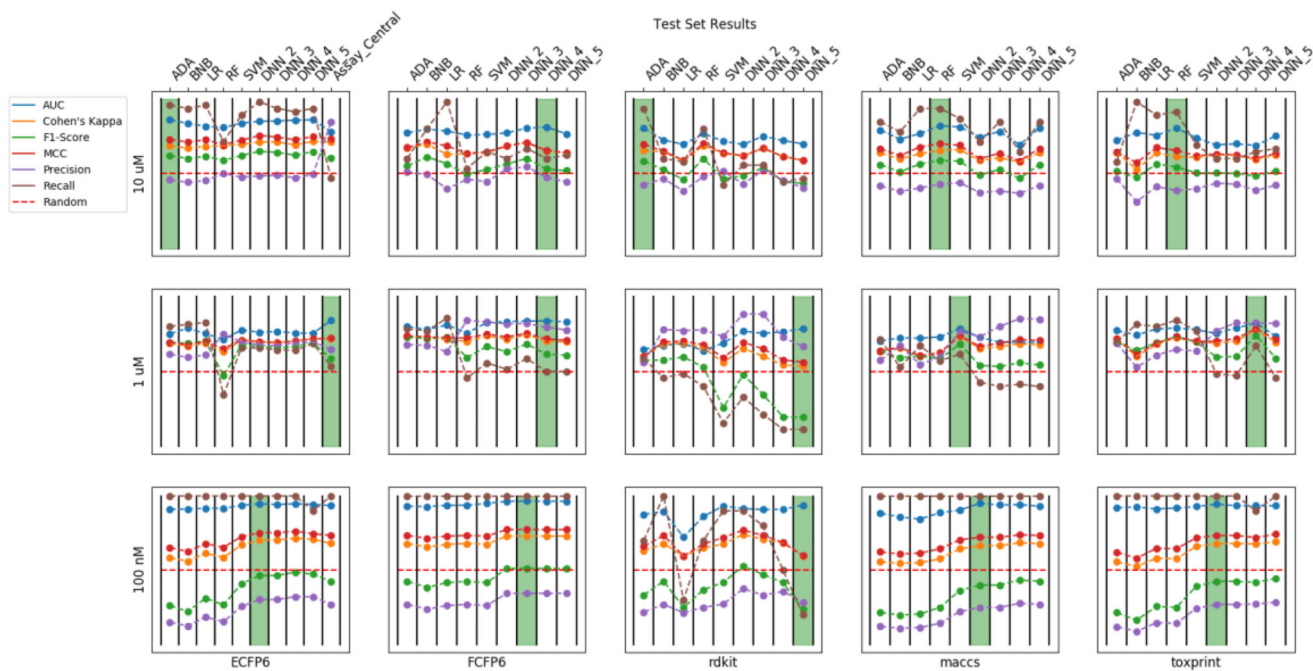 Test Set Results
ADA BNB LR RF SVM DNN_2 DNN_3 DNN_4 DNN_5 Assay_Central
ADA BNB LR RF SVM DNN_2 DNN_3 DNN_4 DNN_5
ADA BNB LR RF SVM DNN_2 DNN_3 DNN_4 DNN_5
ADA BNB LR RF SVM DNN_2 DNN_3 DNN_4 DNN_5
ADA BNB LR RF SVM DNN_2 DNN_3 DNN_4 DNN_5
AUC
Cohen's Kappa
F1-Score
MCC
Precision
Recall
Random
10 uM
1 uM
100 nM
ECFP6
FCFP6
rdkit
maccs
toxprint